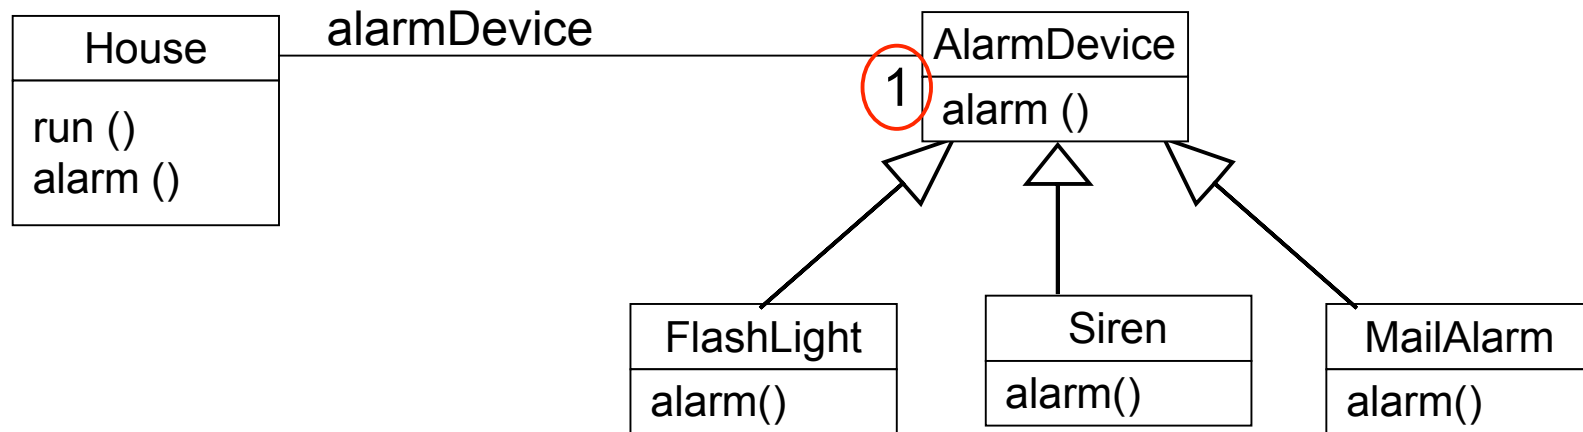 House
run ()
alarm ()
alarmDevice
1
AlarmDevice
alarm ()
FlashLight
alarm()
Siren
alarm()
MailAlarm
alarm()